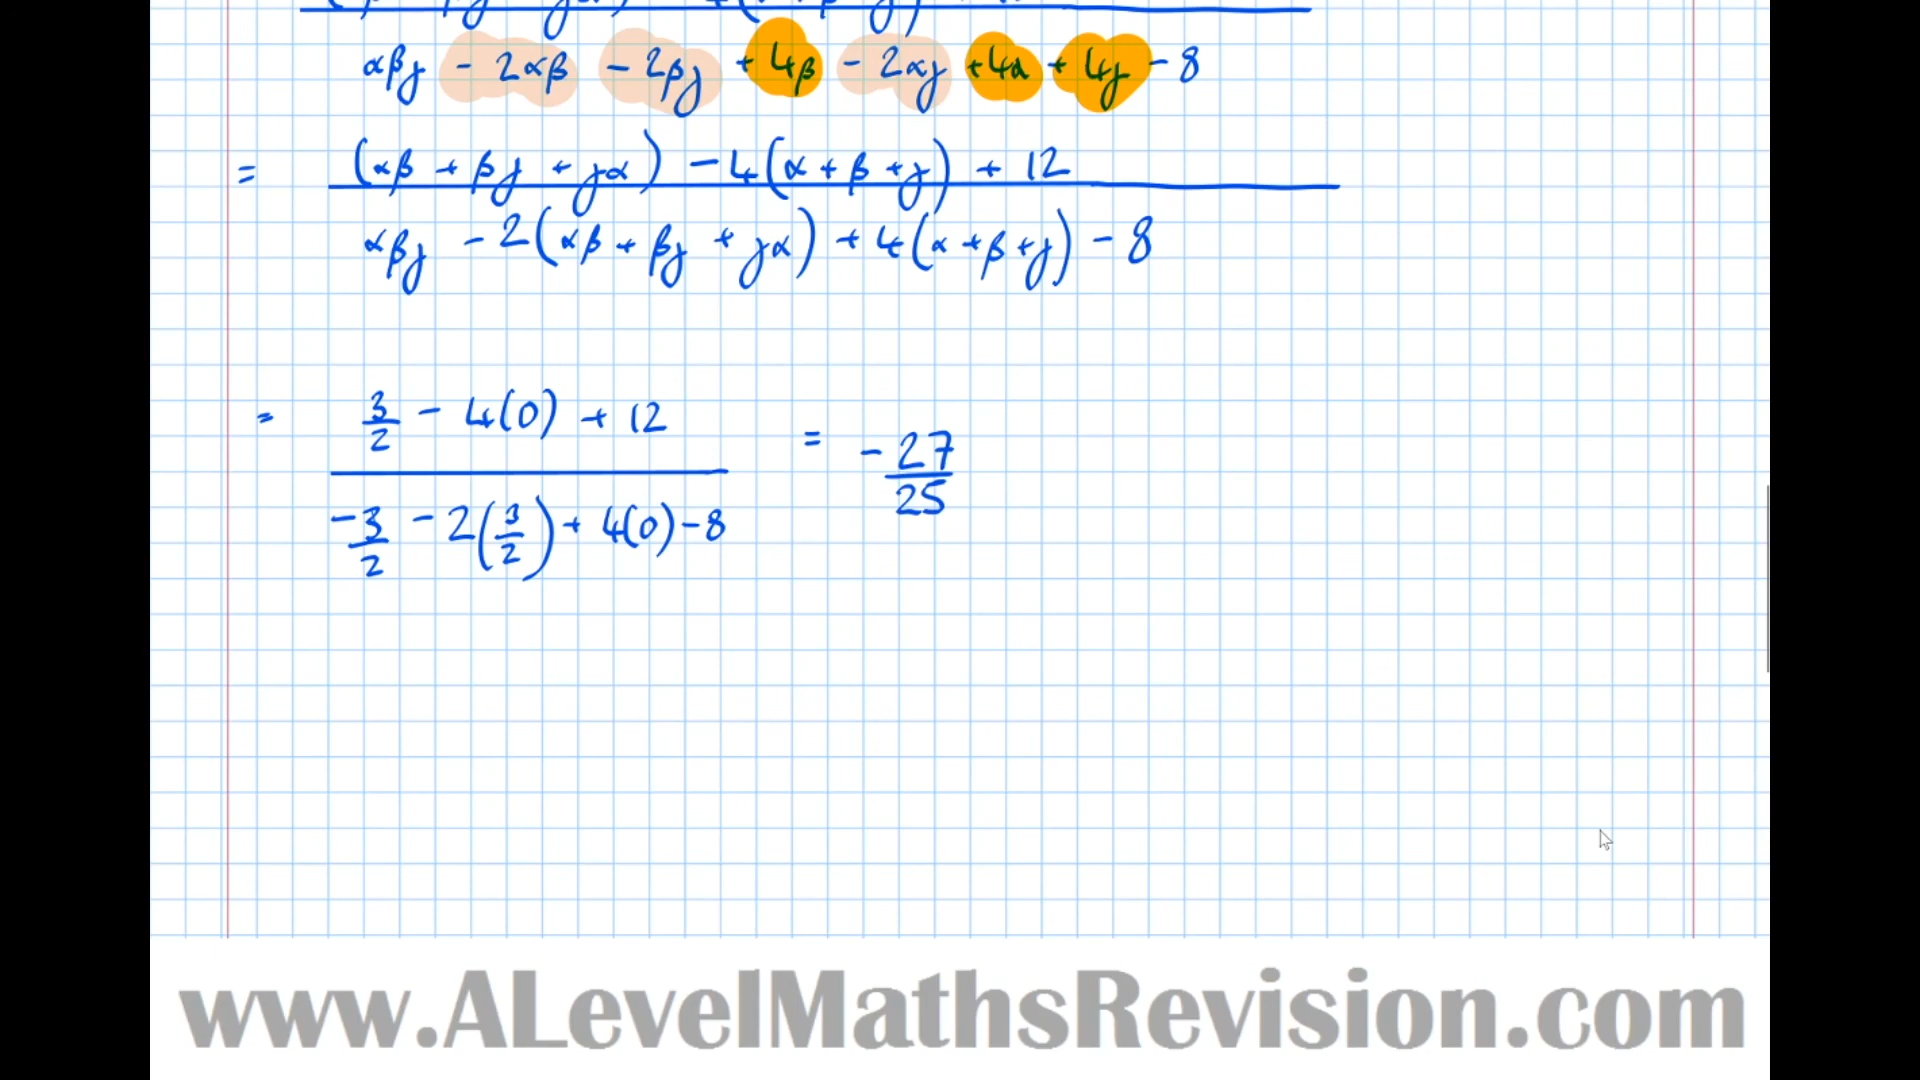 αβγ - 2αβ - 2βγ + 4β - 2αγ + 4α + 4γ - 8
= (αβ + βγ + γα) - 4(α + β + γ) + 12
αβγ - 2(αβ + βγ + γα) + 4(α + β + γ) - 8
= 3/2 - 4(0) + 12
-3/2 - 2(3/2) + 4(0) - 8
= -27/25
www.ALevelMathsRevision.com